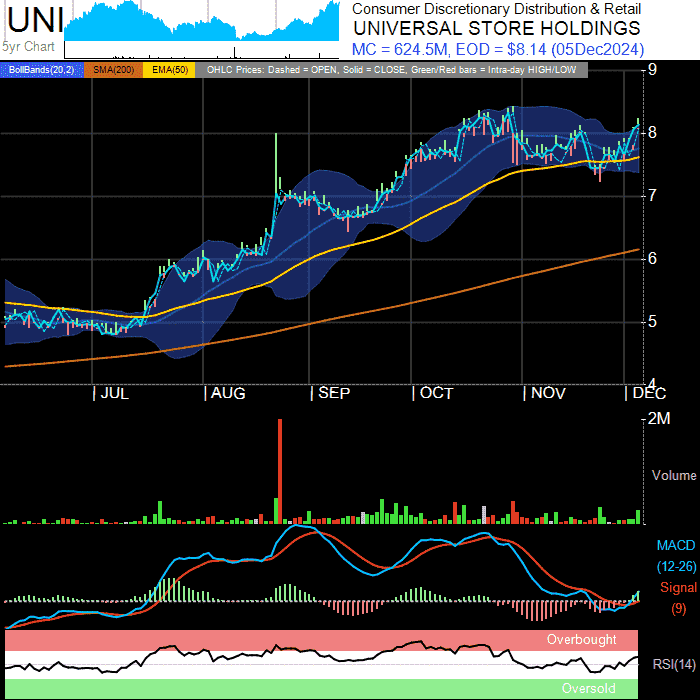 UNI
5yr Chart
Consumer Discretionary Distribution & Retail
UNIVERSAL STORE HOLDINGS
MC = 624.5M, EOD = $8.14 (05Dec2024)
BollBands(20,2) SMA(200) EMA(50) OHLC Prices: Dashed = OPEN, Solid = CLOSE, Green/Red bars = Intra-day HIGH/LOW
9
8
7
6
5
4
JUL AUG SEP OCT NOV DEC
2M
Volume
MACD
(12-26)
Signal
(9)
Overbought
RSI(14)
Oversold